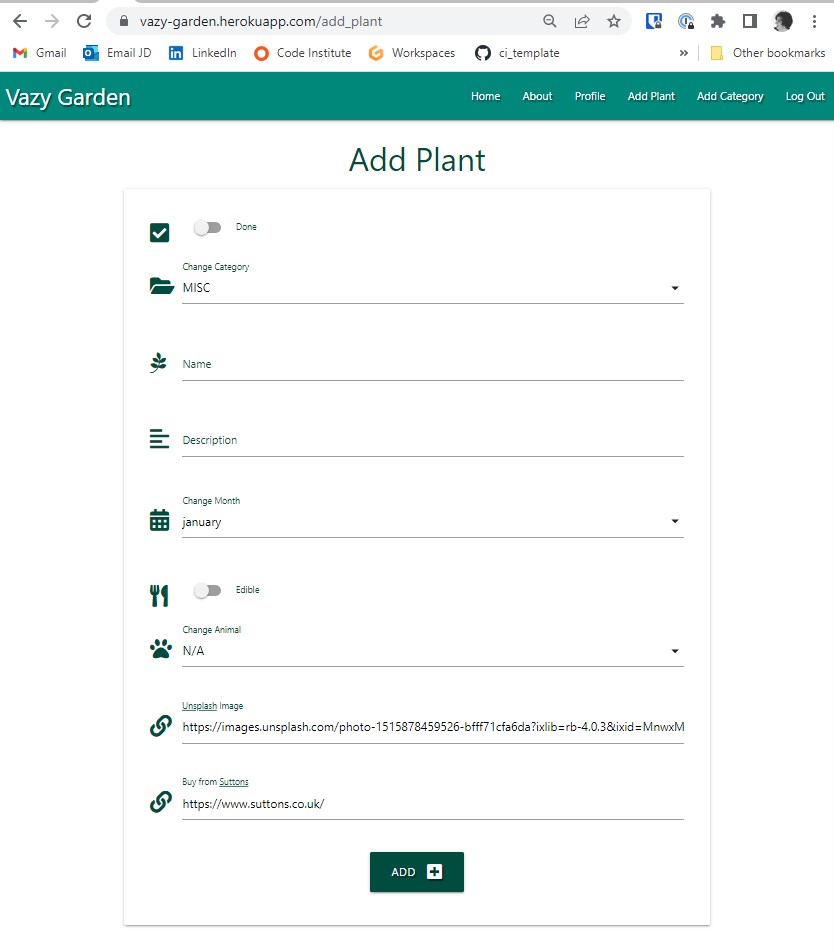 vazy-garden.herokuapp.com/add_plant
Gmail Email JD LinkedIn Code Institute Workspaces ci_template » Other bookmarks
Vazy Garden Home About Profile Add Plant Add Category Log Out
Add Plant
Done
Change Category
MISC
Name
Description
Change Month
january
Edible
Change Animal
N/A
Unsplash Image
https://images.unsplash.com/photo-1515878459526-bfff71cfa6da?ixlib=rb-4.0.3&ixid=MnwxM
Buy from Suttons
https://www.suttons.co.uk/
ADD